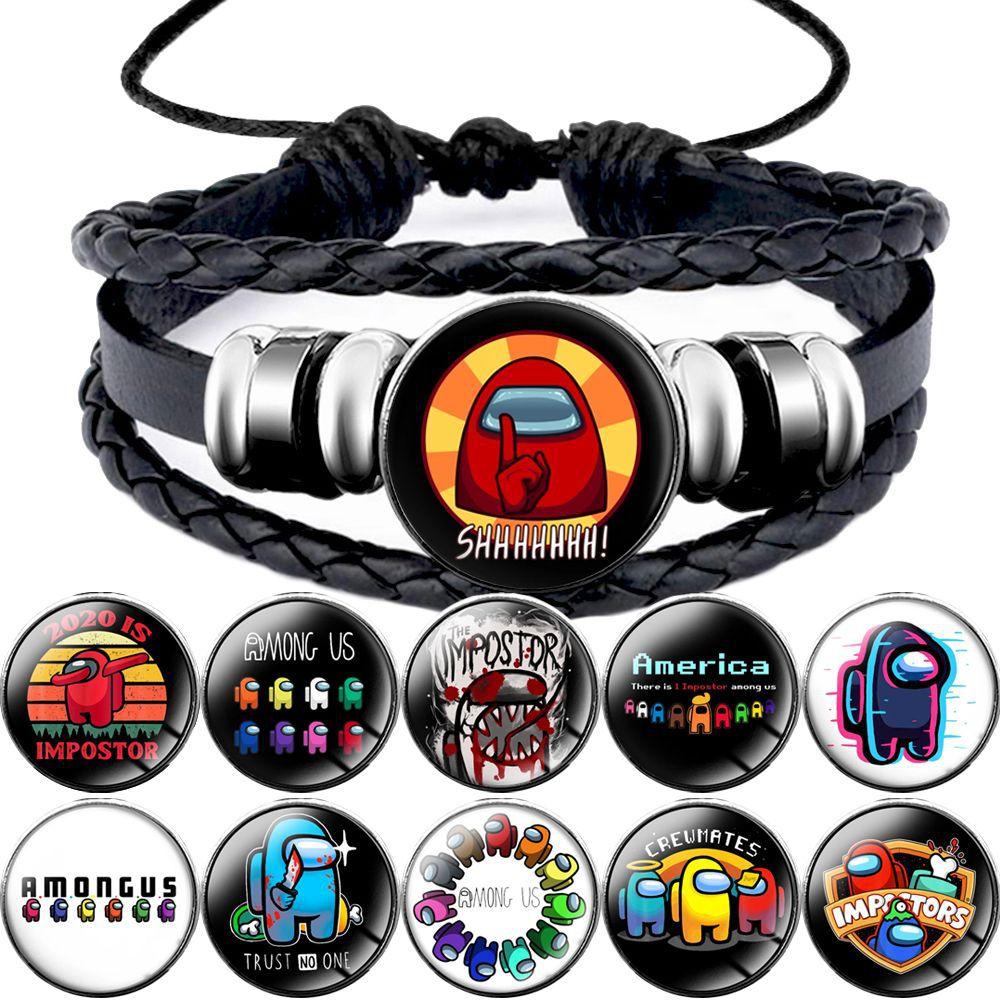 SHHHHHHH!
2020 IS
IMPOSTOR
AMONG US
THE
IMPOSTOR
America
There is 1 Impostor among us
AMONGUS
TRUST NO ONE
AMONG US
CREWMATES
IMPOSTORS